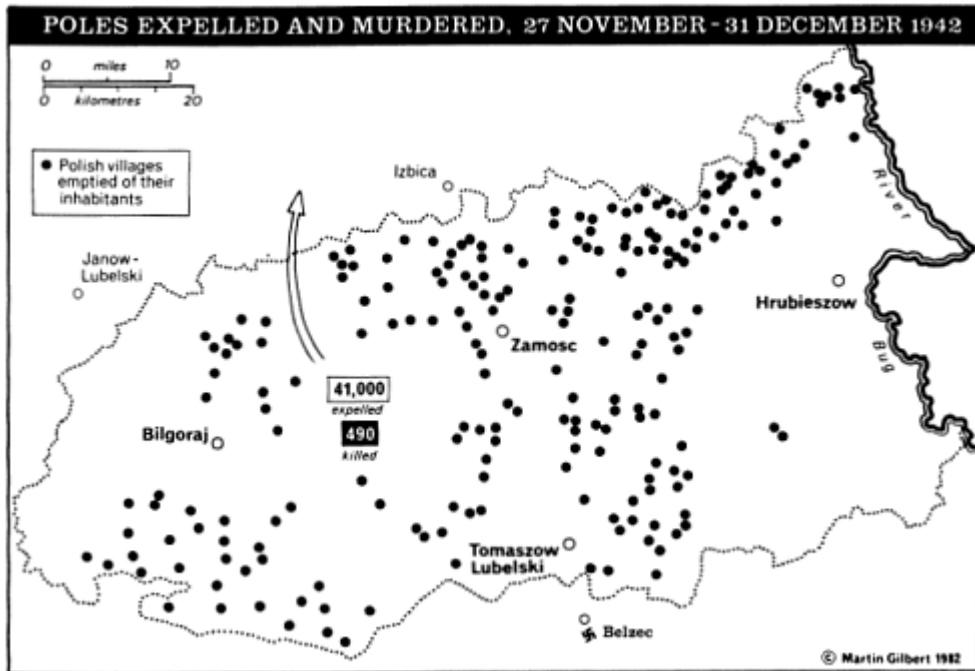 POLES EXPELLED AND MURDERED, 27 NOVEMBER - 31 DECEMBER 1942
0 miles 10
0 kilometres 20
Polish villages
emptied of their
inhabitants
Izbica
River
Janow-
Lubelski
Hrubieszow
Zamosc
Bug
41,000
expelled
490
killed
Bilgoraj
Tomaszow
Lubelski
Belzec
© Martin Gilbert 1982